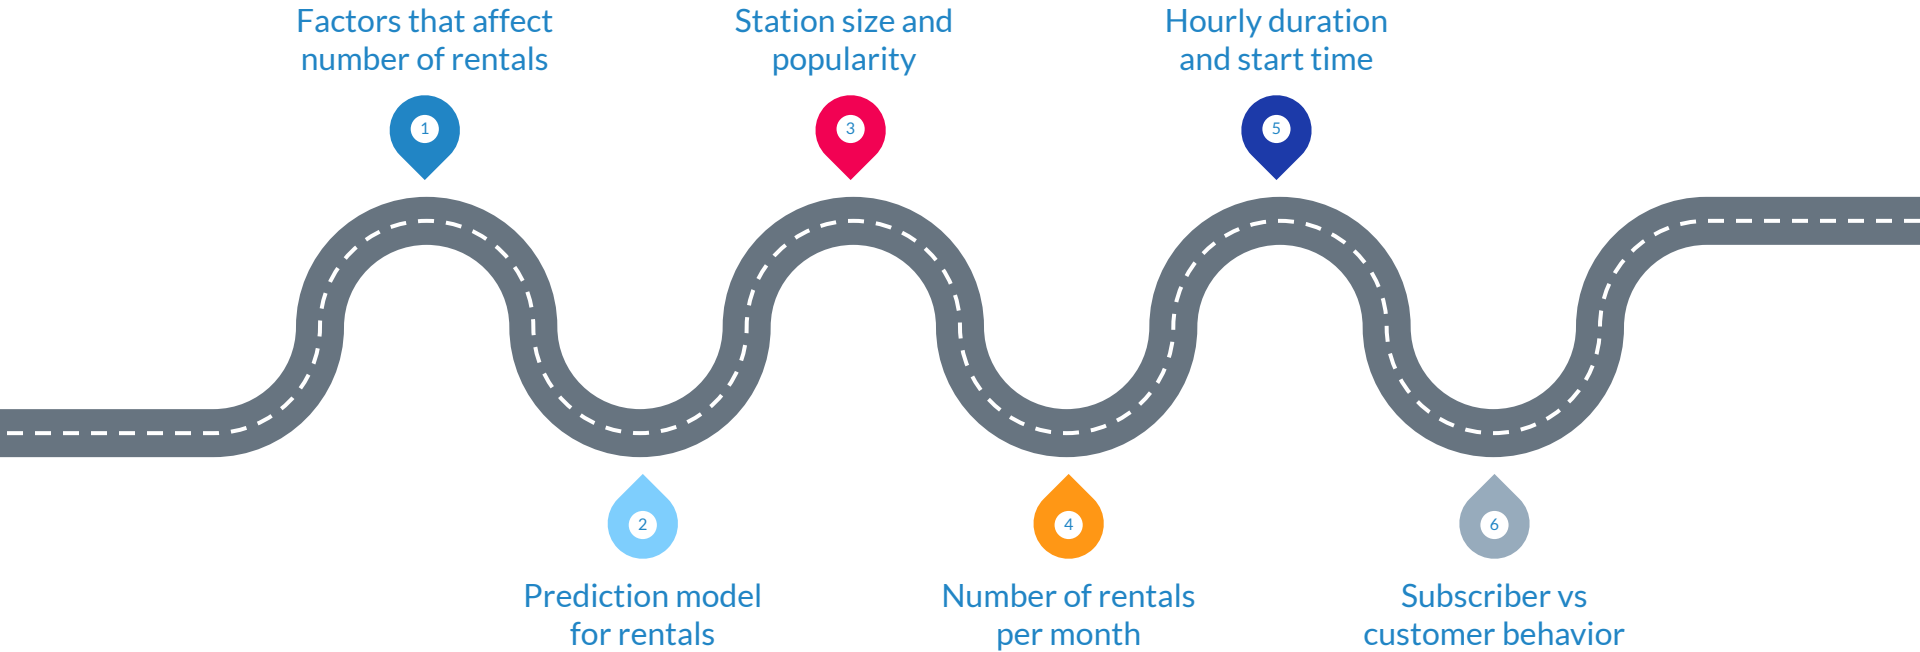 Factors that affect
number of rentals
1
Prediction model
for rentals
2
Station size and
popularity
3
Number of rentals
per month
4
Hourly duration
and start time
5
Subscriber vs
customer behavior
6